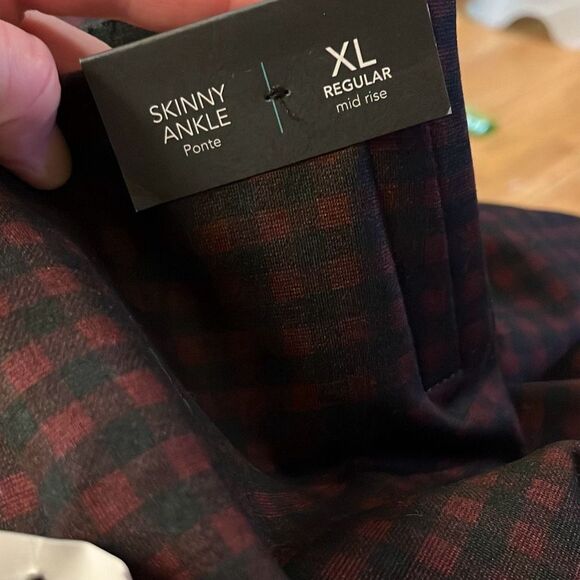 SKINNY
ANKLE
Ponte
XL
REGULAR
mid rise